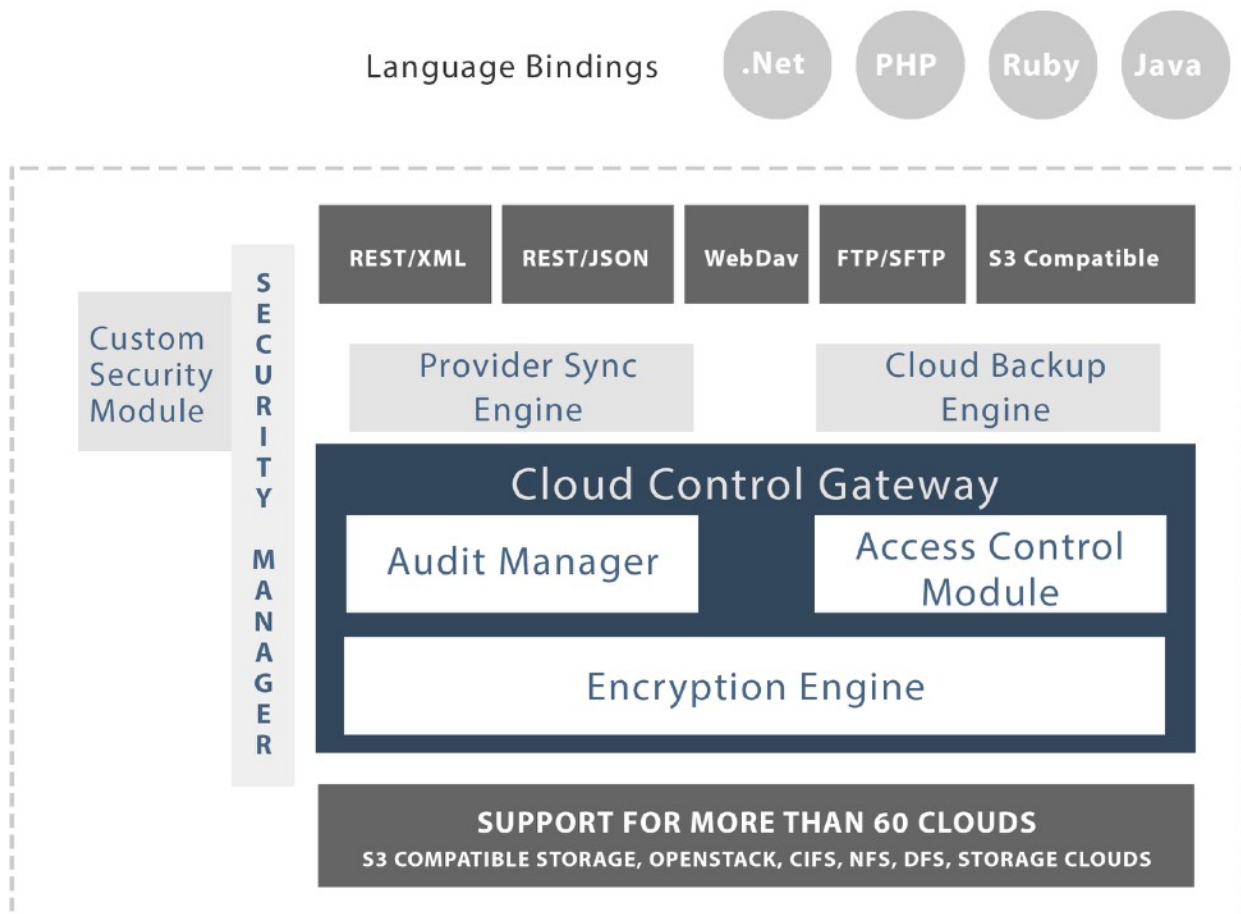 Language Bindings
.Net
PHP
Ruby
Java
REST/XML
REST/JSON
WebDav
FTP/SFTP
S3 Compatible
Custom
Security
Module
SECURITY MANAGER
Provider Sync
Engine
Cloud Backup
Engine
Cloud Control Gateway
Audit Manager
Access Control
Module
Encryption Engine
SUPPORT FOR MORE THAN 60 CLOUDS
S3 COMPATIBLE STORAGE, OPENSTACK, CIFS, NFS, DFS, STORAGE CLOUDS